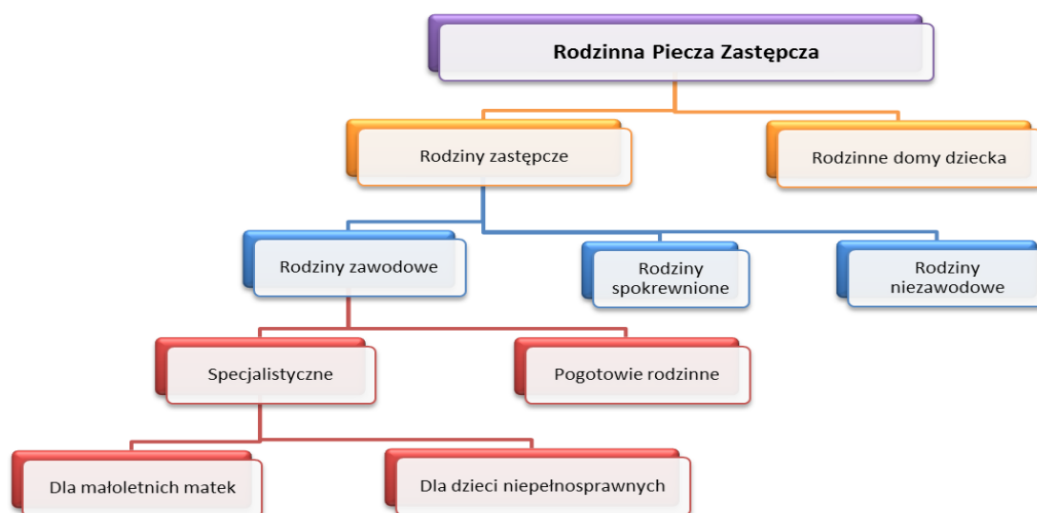 Rodzinna Piecza Zastępcza
Rodziny zastępcze
Rodzinne domy dziecka
Rodziny zawodowe
Rodziny
spokrewnione
Rodziny
niezawodowe
Specjalistyczne
Pogotowie rodzinne
Dla małoletnich matek
Dla dzieci niepełnosprawnych